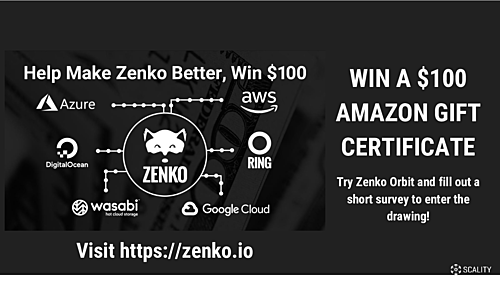 Help Make Zenko Better, Win $100
Azure
aws
DigitalOcean
ZENKO
RING
wasabi
hot cloud storage
Google Cloud
Visit https://zenko.io
WIN A $100
AMAZON GIFT
CERTIFICATE
Try Zenko Orbit and fill out a
short survey to enter the
drawing!
SCALITY